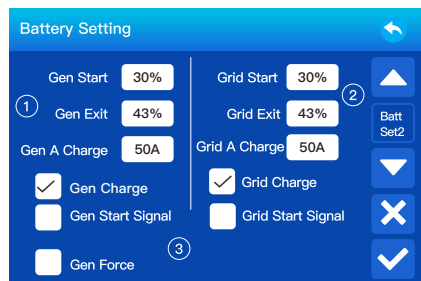 Battery Setting
Gen Start 30%
Gen Exit 43%
Gen A Charge 50A
Gen Charge
Gen Start Signal
Gen Force
1
Grid Start 30%
Grid Exit 43%
Grid A Charge 50A
Grid Charge
Grid Start Signal
2
3
Batt
Set2